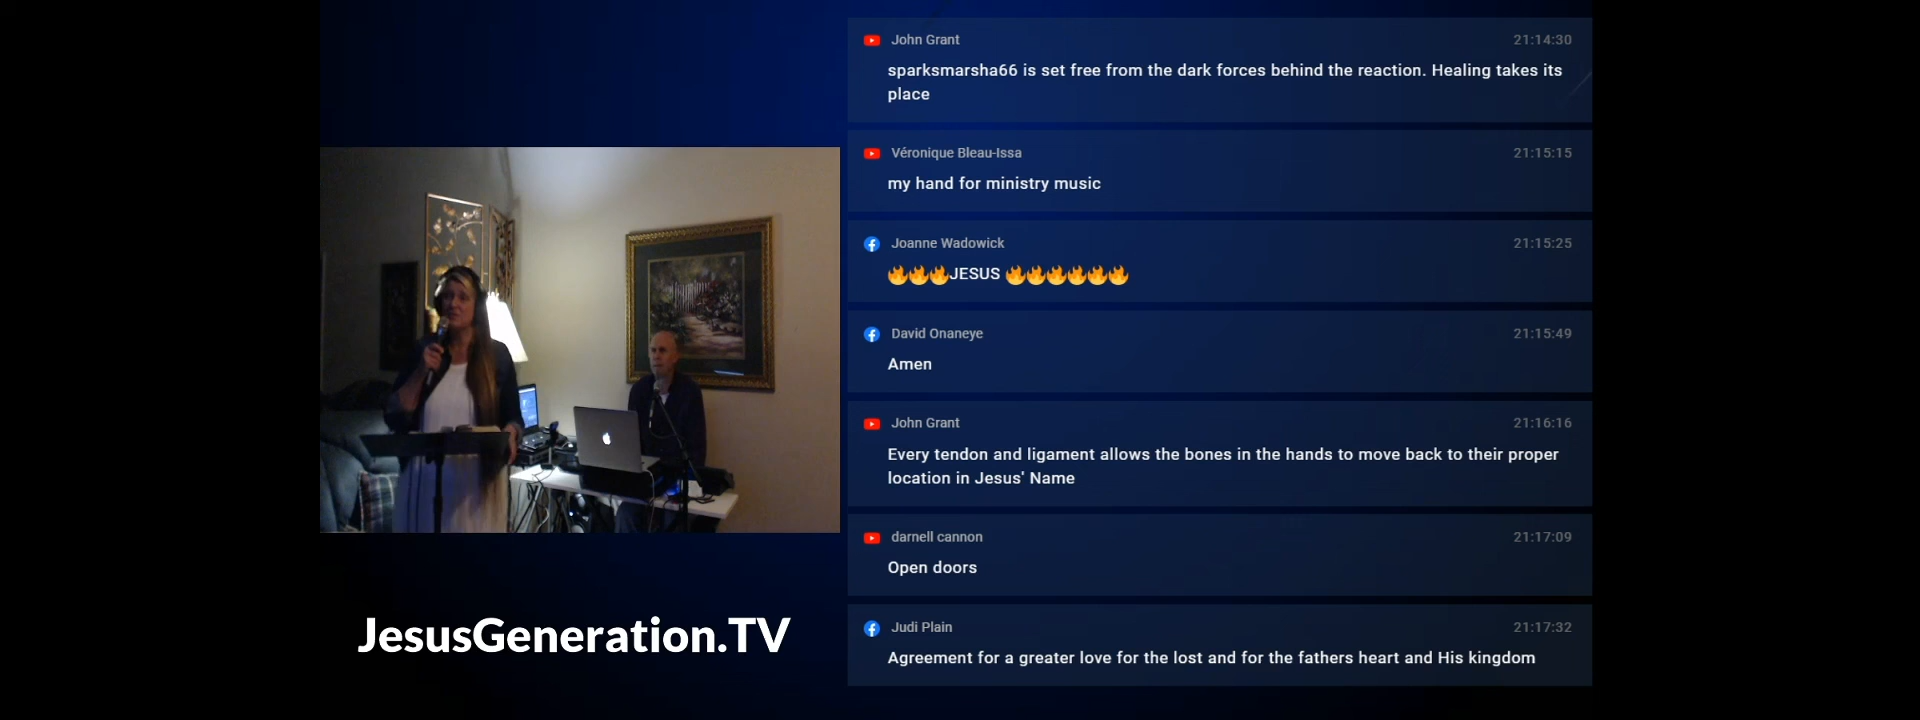 John Grant 21:14:30
sparksmarsha66 is set free from the dark forces behind the reaction. Healing takes its
place
Véronique Bleau-Issa 21:15:15
my hand for ministry music
Joanne Wadowick 21:15:25
🔥🔥🔥JESUS 🔥🔥🔥🔥🔥🔥
David Onaneye 21:15:49
Amen
John Grant 21:16:16
Every tendon and ligament allows the bones in the hands to move back to their proper
location in Jesus' Name
darnell cannon 21:17:09
Open doors
Judi Plain 21:17:32
Agreement for a greater love for the lost and for the fathers heart and His kingdom
JesusGeneration.TV